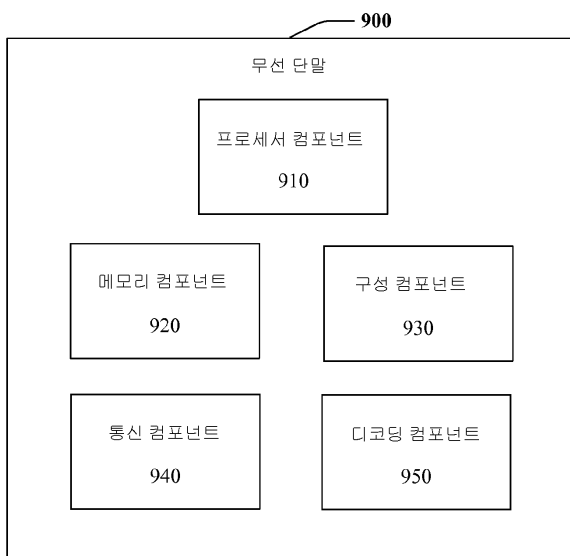 900
무선 단말
프로세서 컴포넌트
910
메모리 컴포넌트
920
구성 컴포넌트
930
통신 컴포넌트
940
디코딩 컴포넌트
950